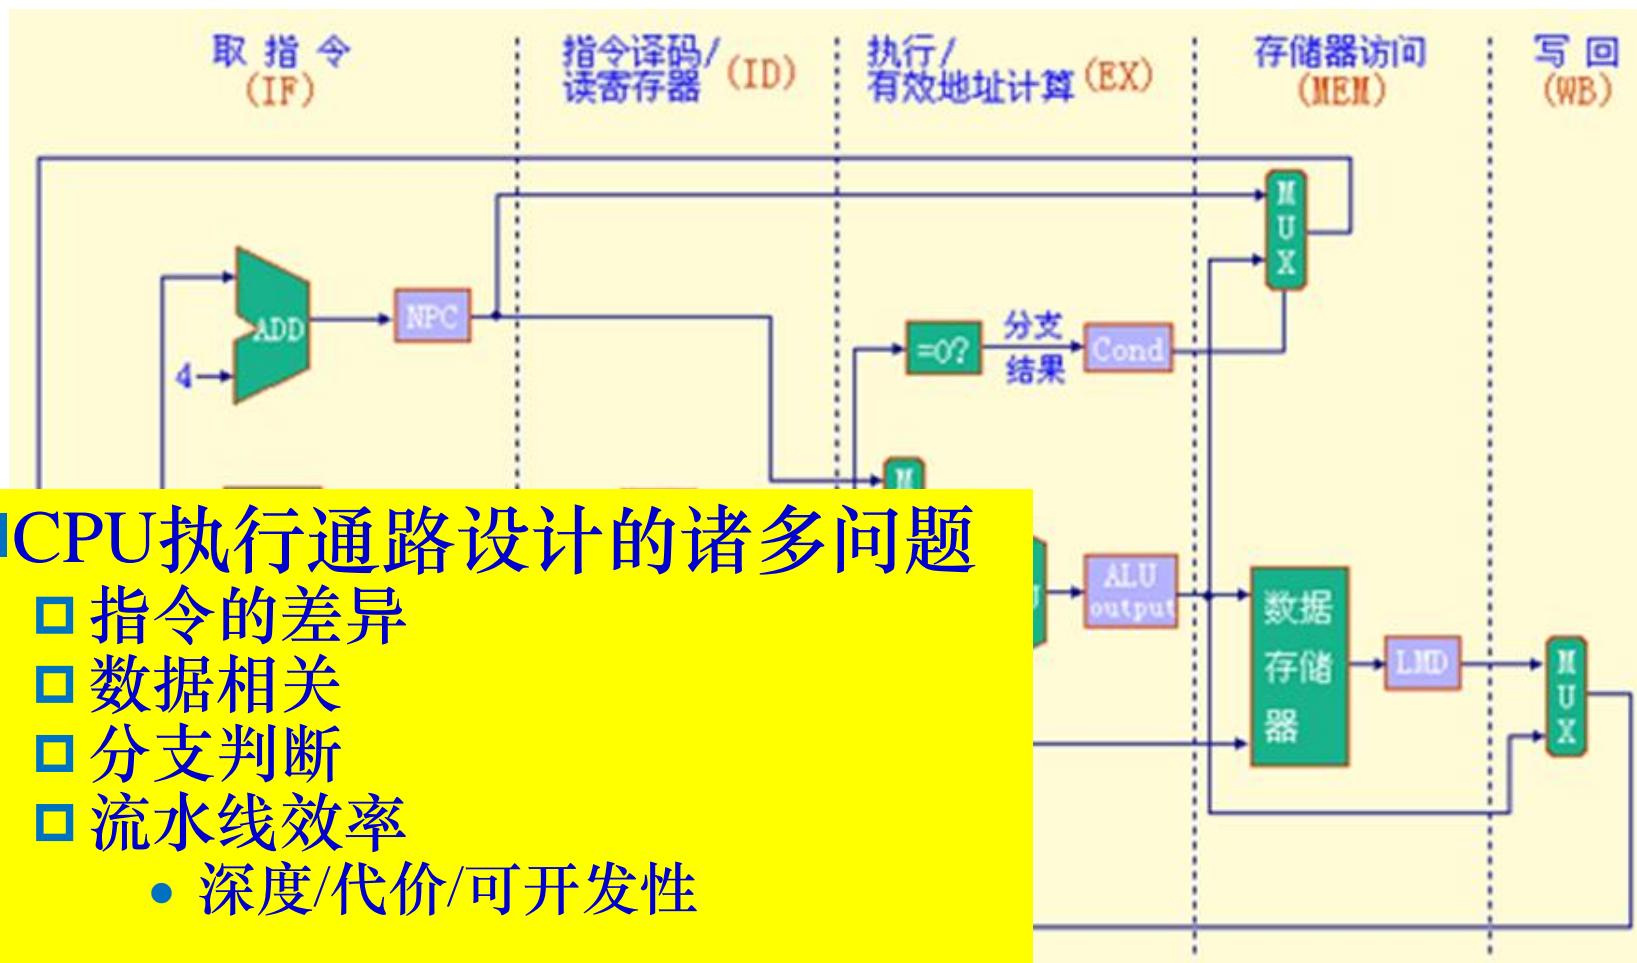 取 指 令
(IF)
指令译码/
读寄存器
(ID)
执行/
有效地址计算
(EX)
存储器访问
(MEM)
写 回
(WB)
MUX
ADD
NPC
4
=0?
分支
结果
Cond
M
ALU
output
数据
存储
器
LMD
MUX
CPU执行通路设计的诸多问题
指令的差异
数据相关
分支判断
流水线效率
深度/代价/可开发性